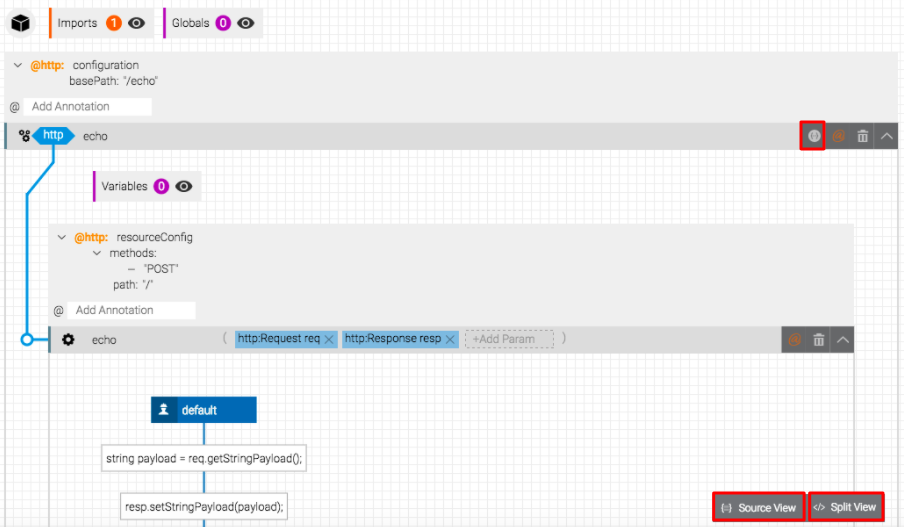 Imports 1
Globals 0
@http: configuration
basePath: "/echo"
@ Add Annotation
http echo
Variables 0
@http: resourceConfig
methods:
– "POST"
path: "/"
@ Add Annotation
echo ( http:Request req × http:Response resp × +Add Param )
default
string payload = req.getStringPayload();
resp.setStringPayload(payload);
{=} Source View
</> Split View